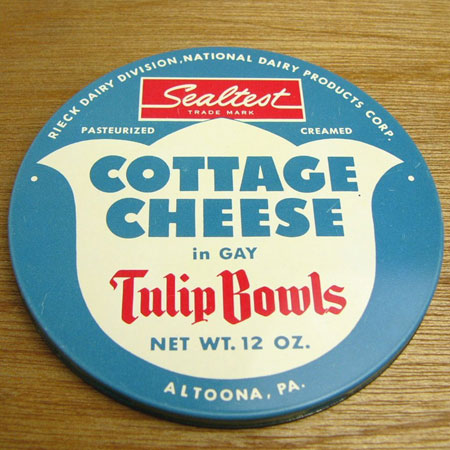 RIECK DAIRY DIVISION, NATIONAL DAIRY PRODUCTS CORP.
Sealtest
TRADE MARK
PASTEURIZED CREAMED
COTTAGE
CHEESE
in GAY
Tulip Bowls
NET WT. 12 OZ.
ALTOONA, PA.